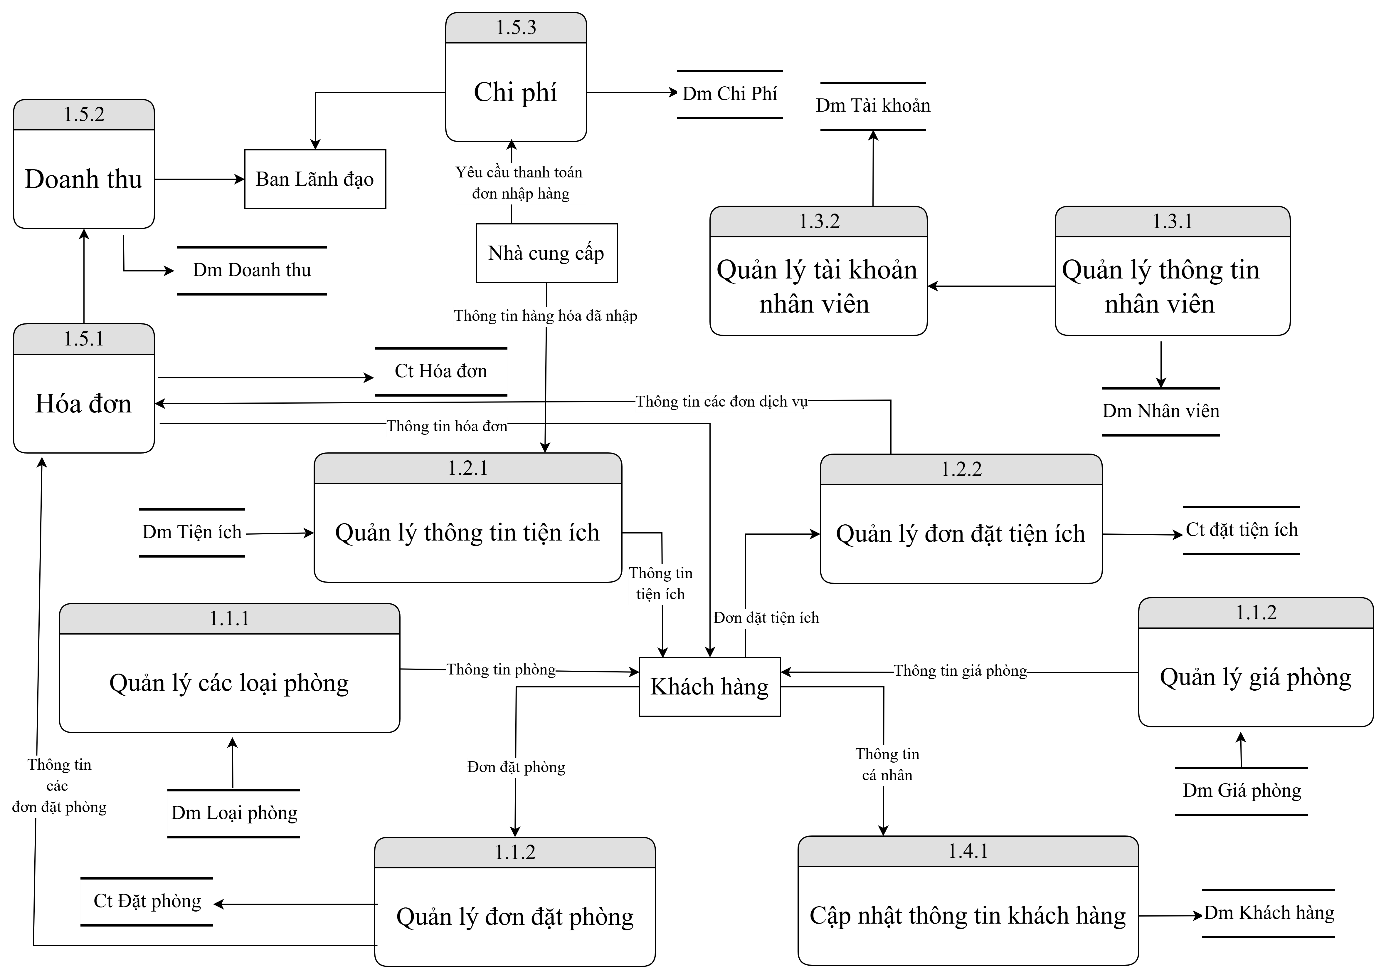 1.5.3
Chi phí
Dm Chi Phí
Dm Tài khoản
1.5.2
Doanh thu
Ban Lãnh đạo
Yêu cầu thanh toán
đơn nhập hàng
1.3.2
Quản lý tài khoản
nhân viên
1.3.1
Quản lý thông tin
nhân viên
Nhà cung cấp
Dm Doanh thu
Thông tin hàng hóa đã nhập
1.5.1
Hóa đơn
Ct Hóa đơn
Thông tin các đơn dịch vụ
Thông tin hóa đơn
Dm Nhân viên
1.2.1
Quản lý thông tin tiện ích
1.2.2
Quản lý đơn đặt tiện ích
Dm Tiện ích
Ct đặt tiện ích
Thông tin
tiện ích
Đơn đặt tiện ích
1.1.1
Quản lý các loại phòng
1.1.2
Quản lý giá phòng
Thông tin phòng
Khách hàng
Thông tin giá phòng
Thông tin
các
đơn đặt phòng
Đơn đặt phòng
Thông tin
cá nhân
Dm Loại phòng
Dm Giá phòng
1.1.2
Quản lý đơn đặt phòng
1.4.1
Cập nhật thông tin khách hàng
Ct Đặt phòng
Dm Khách hàng